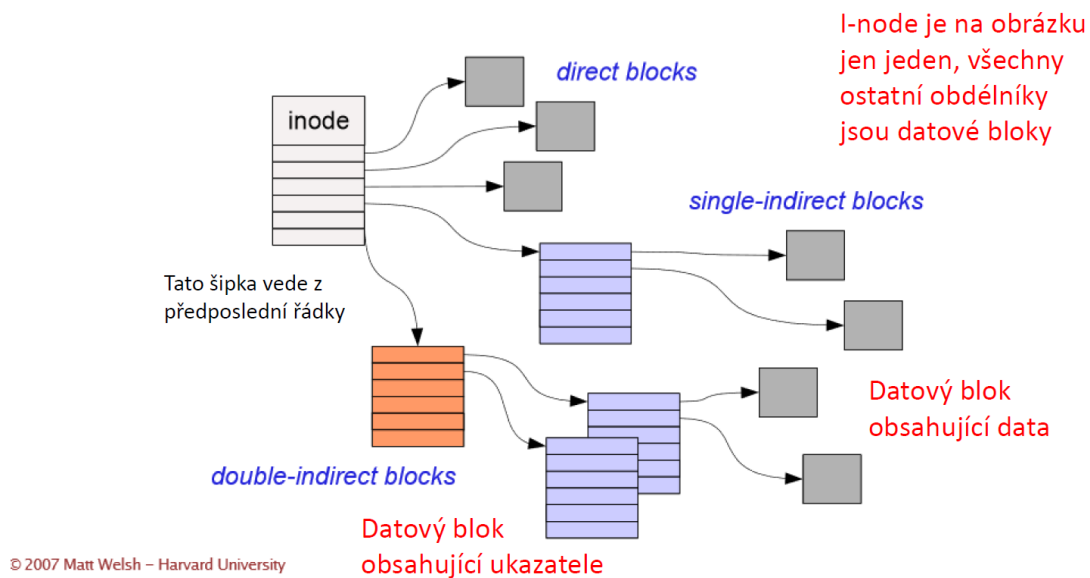 I-node je na obrázku
jen jeden, všechny
ostatní obdélníky
jsou datové bloky
direct blocks
inode
single-indirect blocks
Tato šipka vede z
předposlední řádky
Datový blok
obsahující data
double-indirect blocks
Datový blok
obsahující ukazatele
© 2007 Matt Welsh – Harvard University